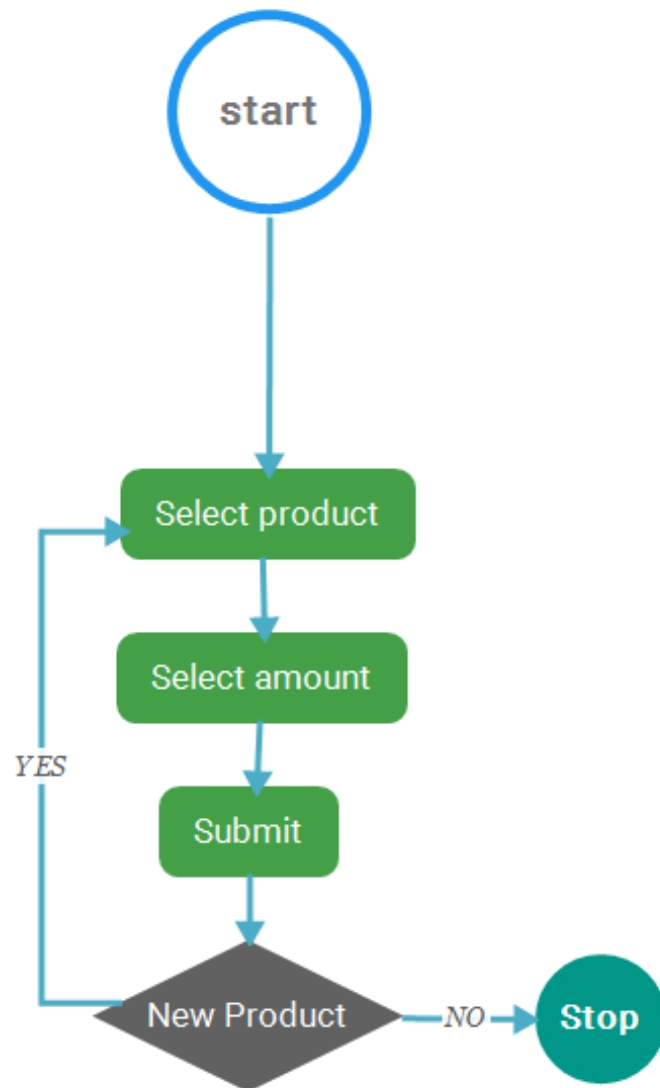 start
Select product
Select amount
YES
Submit
New Product
NO
Stop